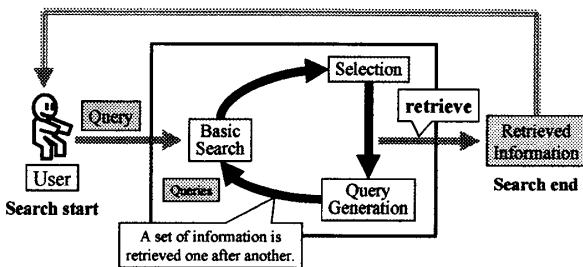 Selection
Query
retrieve
Basic
Search
Retrieved
Information
User
Queries
Query
Generation
Search start
Search end
A set of information is
retrieved one after another.